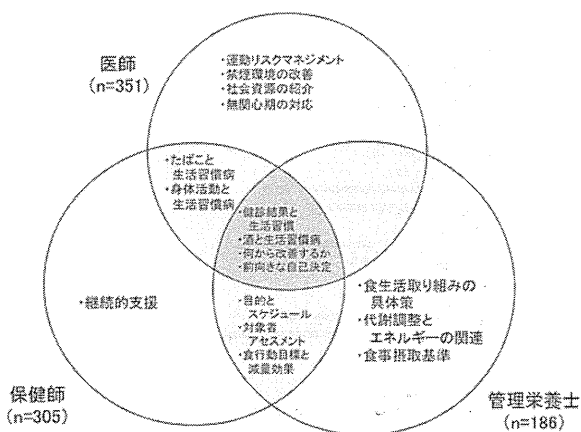 医師
(n=351)
・運動リスクマネジメント
・禁煙環境の改善
・社会資源の紹介
・無関心期の対応
・たばこと
生活習慣病
・身体活動と
生活習慣病
・健診結果と
生活習慣
・酒と生活習慣病
・何から改善するか
・前向きな自己決定
・継続的支援
・目的と
スケジュール
・対象者
アセスメント
・食行動目標と
減量効果
・食生活取り組みの
具体策
・代謝調整と
エネルギーの関連
・食事摂取基準
保健師
(n=305)
管理栄養士
(n=186)